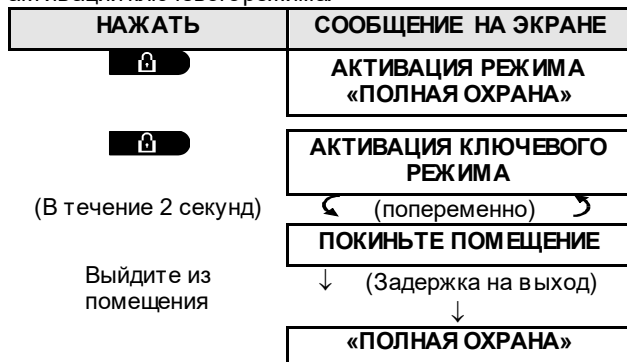 активация ключевого режима.
НАЖАТЬ СООБЩЕНИЕ НА ЭКРАНЕ
АКТИВАЦИЯ РЕЖИМА
«ПОЛНАЯ ОХРАНА»
АКТИВАЦИЯ КЛЮЧЕВОГО
РЕЖИМА
(В течение 2 секунд) (попеременно)
ПОКИНЬТЕ ПОМЕЩЕНИЕ
Выйдите из
помещения
↓ (Задержка на выход)
↓
«ПОЛНАЯ ОХРАНА»